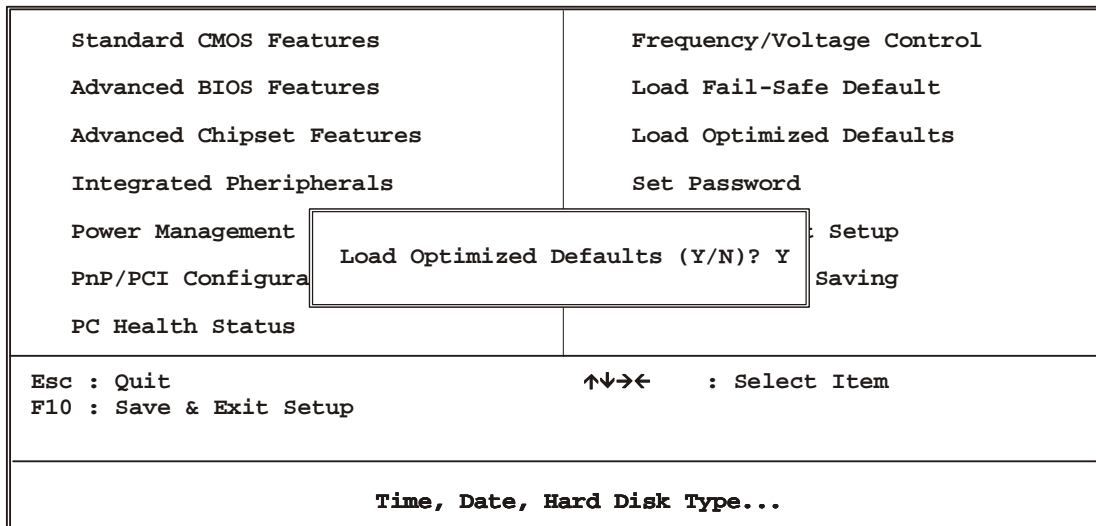 Standard CMOS Features
Advanced BIOS Features
Advanced Chipset Features
Integrated Pheripherals
Power Management
PnP/PCI Configura
PC Health Status
Frequency/Voltage Control
Load Fail-Safe Default
Load Optimized Defaults
Set Password
Setup
Saving
Load Optimized Defaults (Y/N)? Y
Esc : Quit ↑↓→← : Select Item
F10 : Save & Exit Setup
Time, Date, Hard Disk Type...